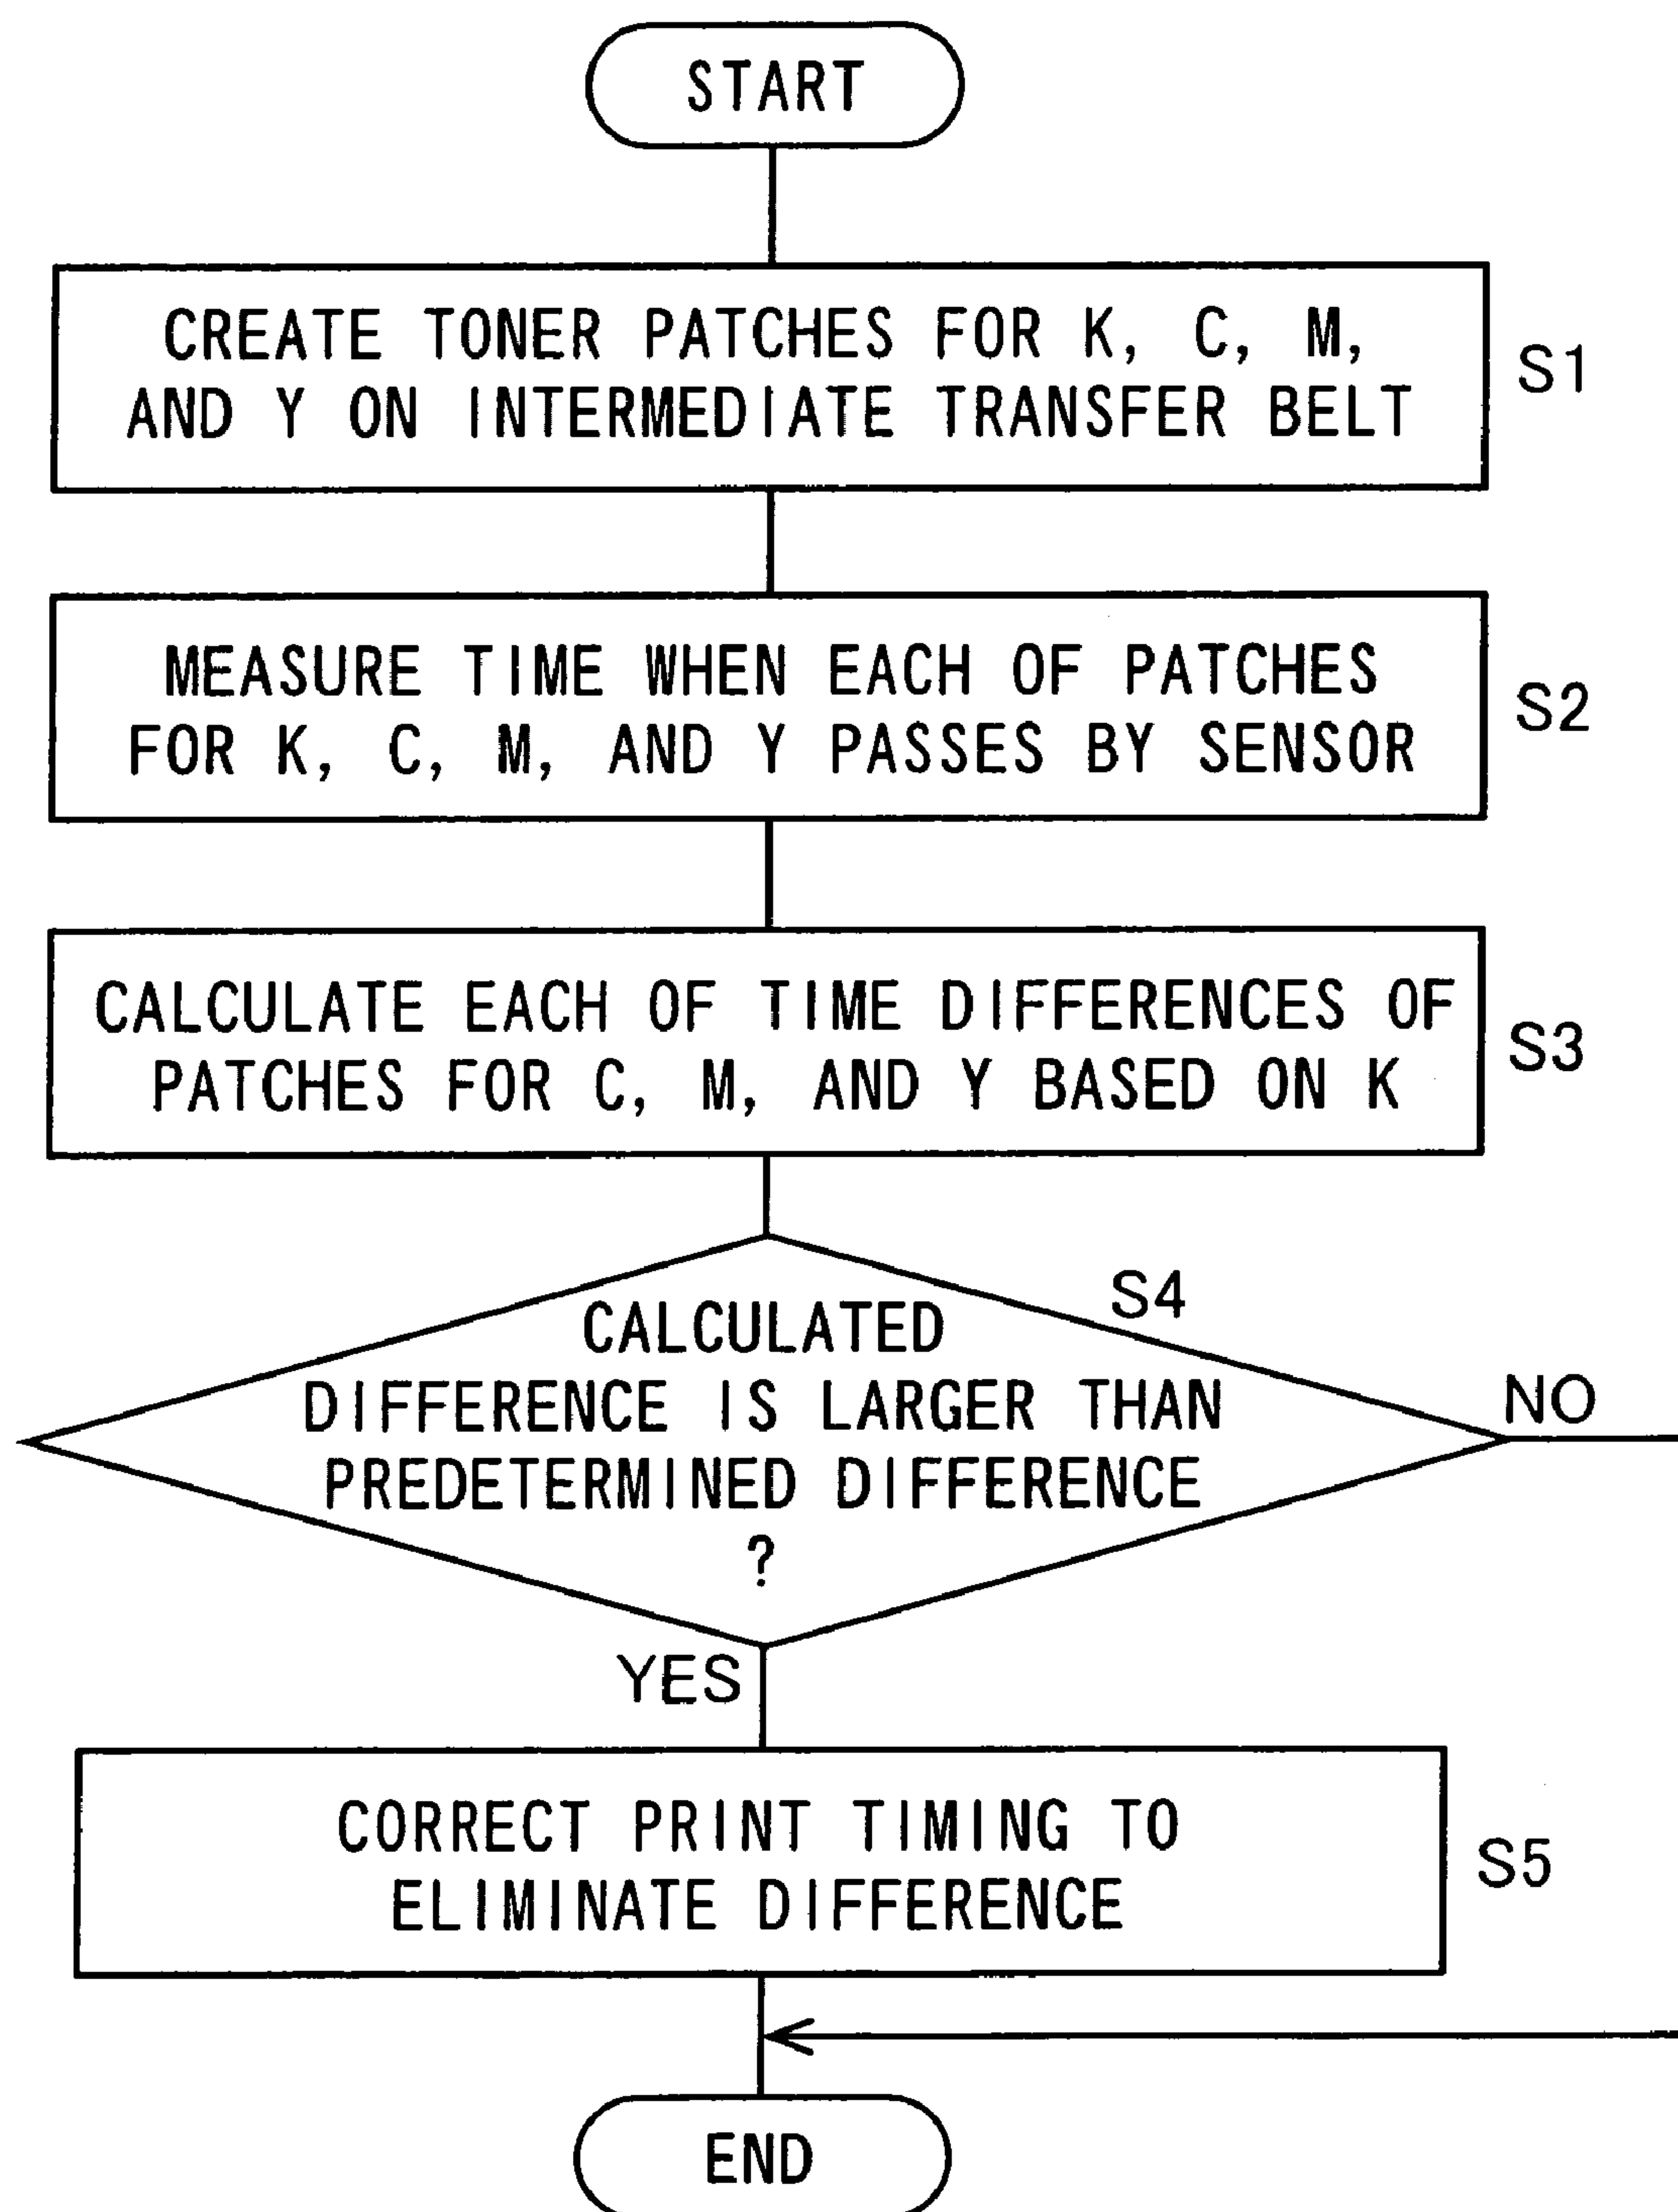 START
CREATE TONER PATCHES FOR K, C, M,
AND Y ON INTERMEDIATE TRANSFER BELT
S1
MEASURE TIME WHEN EACH OF PATCHES
FOR K, C, M, AND Y PASSES BY SENSOR
S2
CALCULATE EACH OF TIME DIFFERENCES OF
PATCHES FOR C, M, AND Y BASED ON K
S3
S4
CALCULATED
DIFFERENCE IS LARGER THAN
PREDETERMINED DIFFERENCE
?
NO
YES
CORRECT PRINT TIMING TO
ELIMINATE DIFFERENCE
S5
END